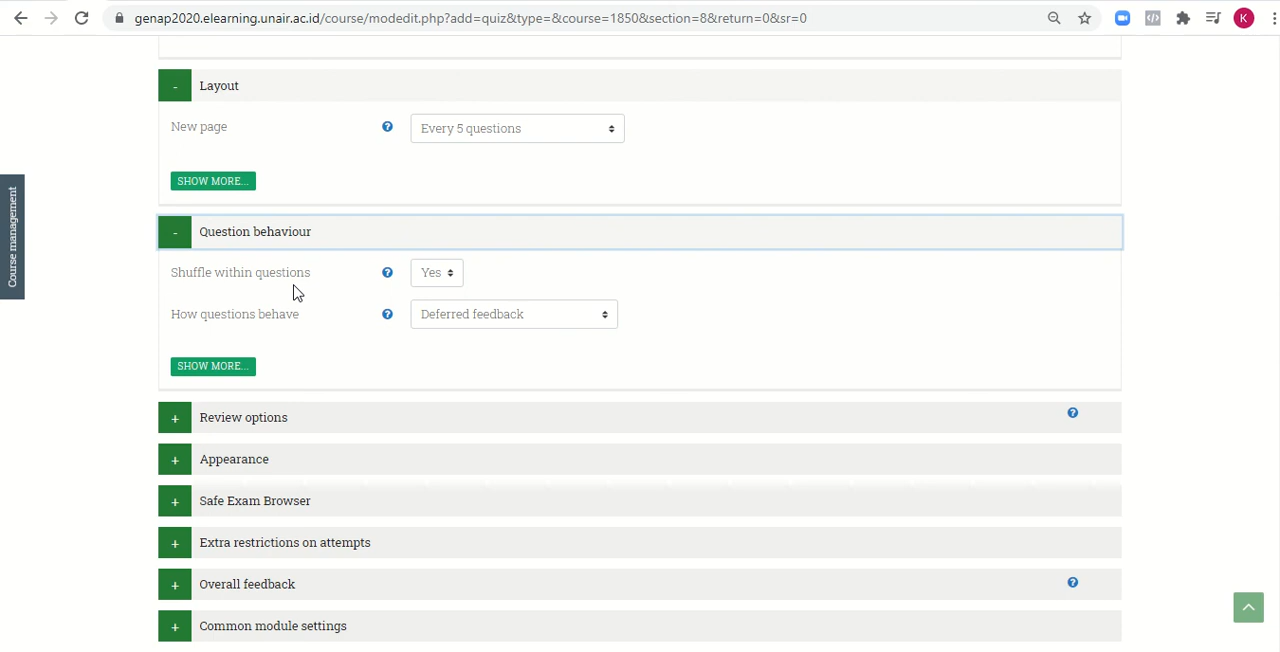 genap2020.elearning.unair.ac.id/course/modedit.php?add=quiz&type=&course=1850&section=8&return=0&sr=0
K
- Layout
New page ? Every 5 questions
SHOW MORE...
Course management
- Question behaviour
Shuffle within questions ? Yes
How questions behave ? Deferred feedback
SHOW MORE...
+ Review options ?
+ Appearance
+ Safe Exam Browser
+ Extra restrictions on attempts
+ Overall feedback ?
+ Common module settings